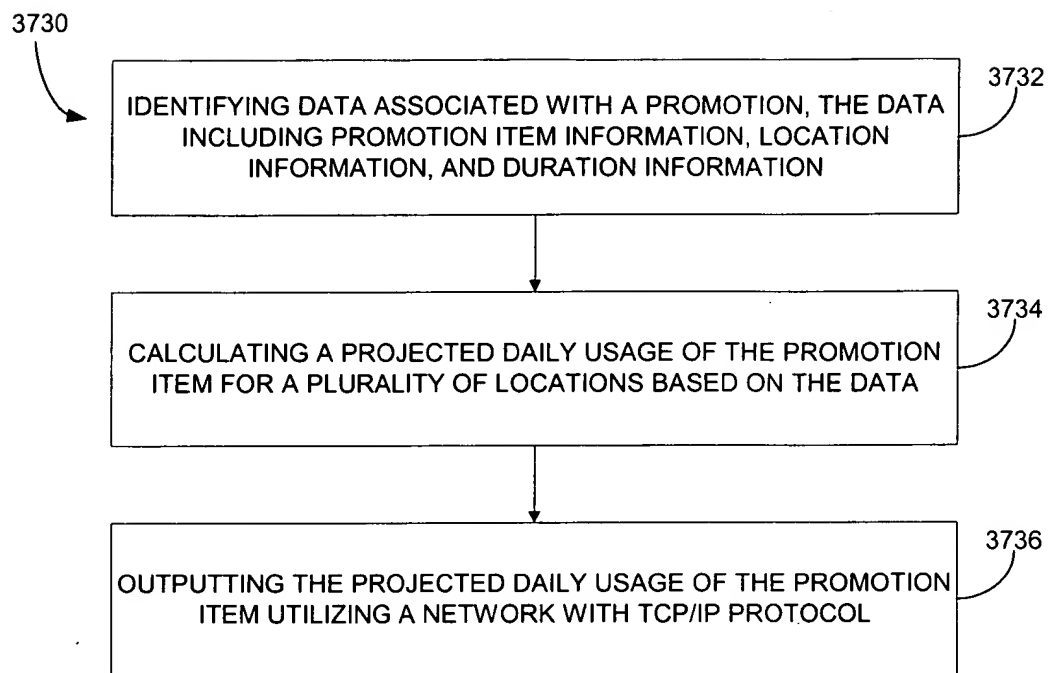 3730
3732
IDENTIFYING DATA ASSOCIATED WITH A PROMOTION, THE DATA
INCLUDING PROMOTION ITEM INFORMATION, LOCATION
INFORMATION, AND DURATION INFORMATION
3734
CALCULATING A PROJECTED DAILY USAGE OF THE PROMOTION
ITEM FOR A PLURALITY OF LOCATIONS BASED ON THE DATA
3736
OUTPUTTING THE PROJECTED DAILY USAGE OF THE PROMOTION
ITEM UTILIZING A NETWORK WITH TCP/IP PROTOCOL